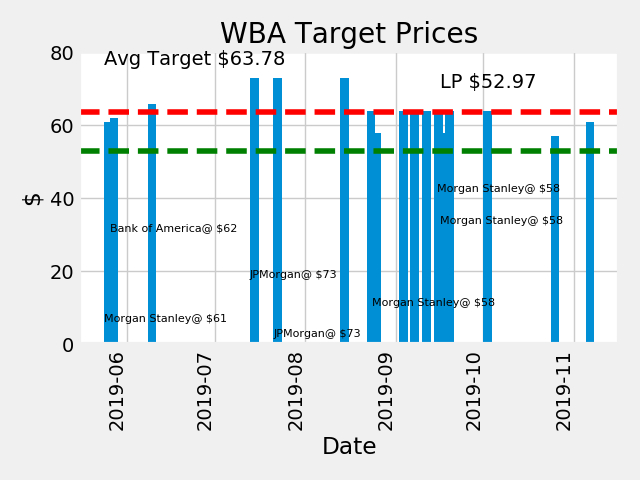 WBA Target Prices
Avg Target $63.78
LP $52.97
80
60
40
20
0
$
Morgan Stanley@ $58
Morgan Stanley@ $58
Bank of America@ $62
JPMorgan@ $73
Morgan Stanley@ $58
Morgan Stanley@ $61
JPMorgan@ $73
2019-06
2019-07
2019-08
2019-09
2019-10
2019-11
Date